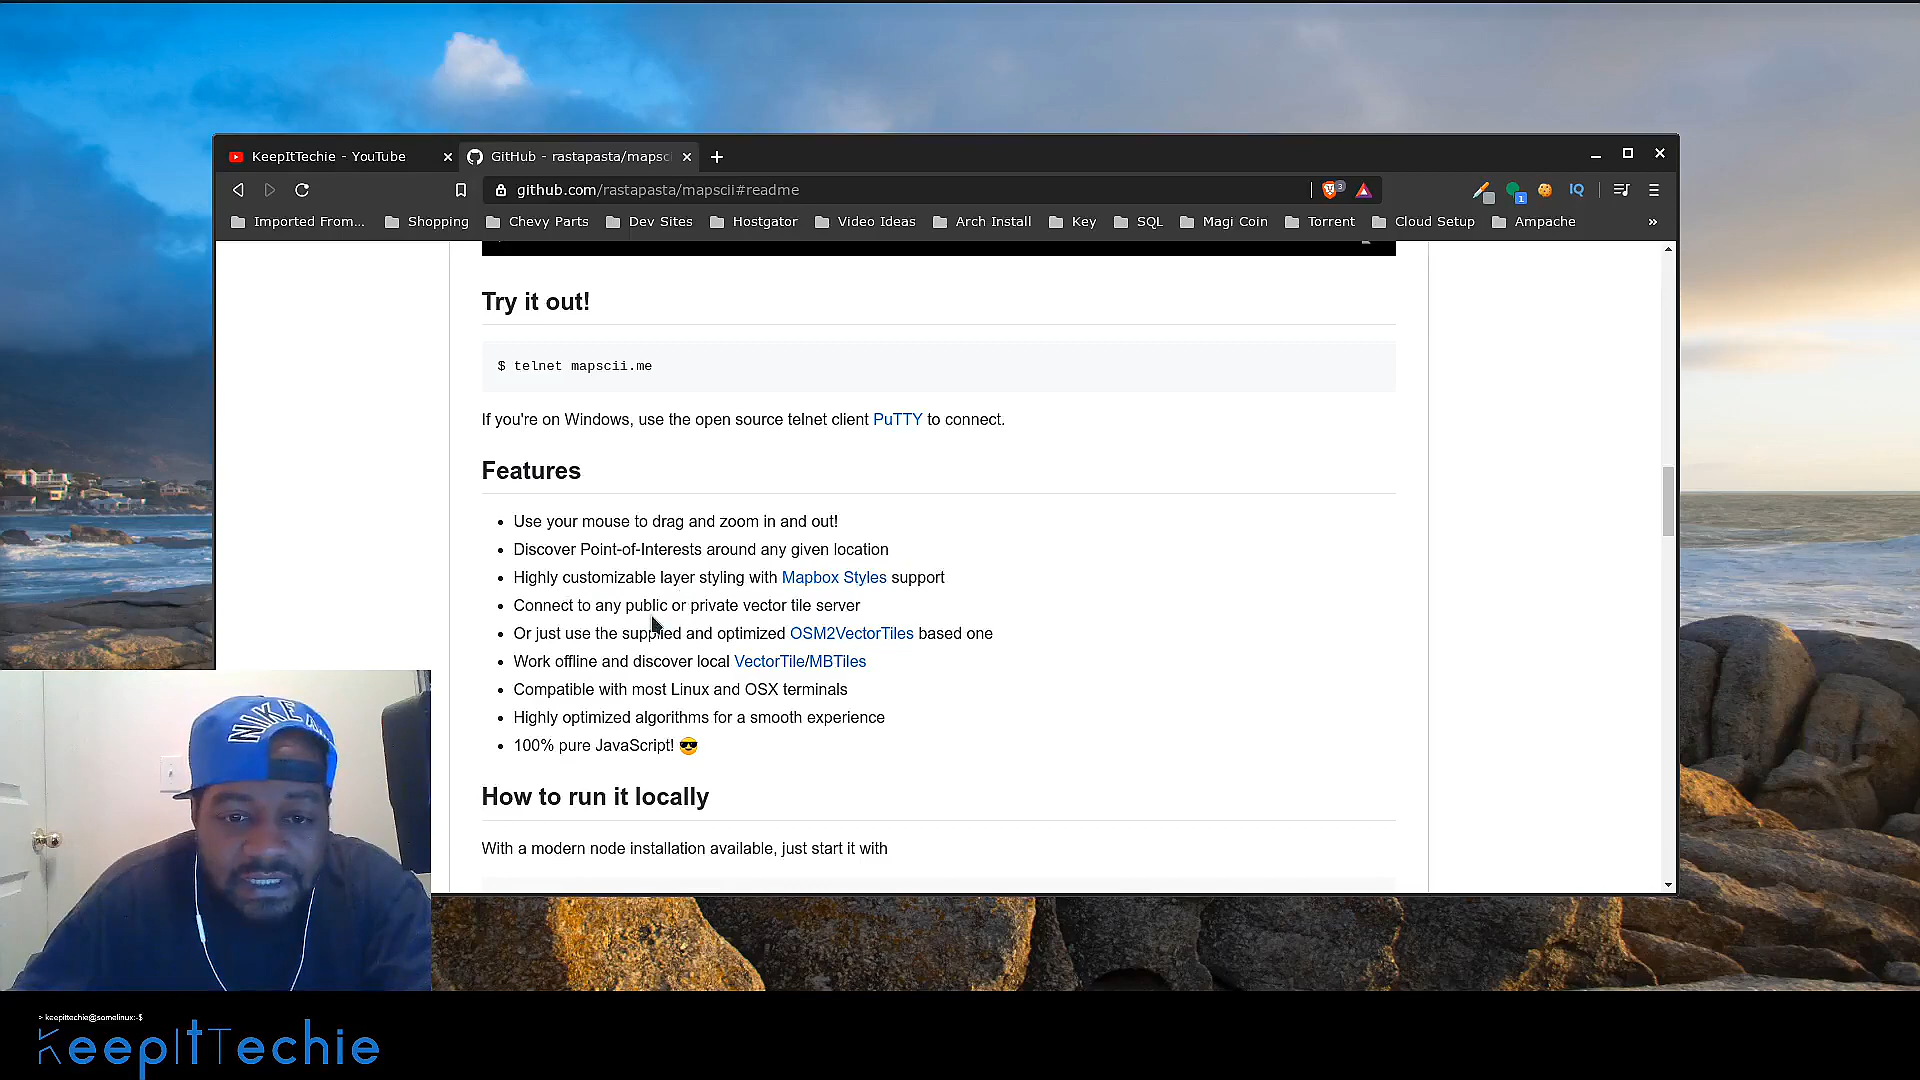 KeepItTechie - YouTube
GitHub - rastapasta/mapsc
github.com/rastapasta/mapscii#readme
3
1
IQ
Imported From... Shopping Chevy Parts Dev Sites Hostgator Video Ideas Arch Install Key SQL Magi Coin Torrent Cloud Setup Ampache »
Try it out!
$ telnet mapscii.me
If you're on Windows, use the open source telnet client PuTTY to connect.
Features
Use your mouse to drag and zoom in and out!
Discover Point-of-Interests around any given location
Highly customizable layer styling with Mapbox Styles support
Connect to any public or private vector tile server
Or just use the supplied and optimized OSM2VectorTiles based one
Work offline and discover local VectorTile/MBTiles
Compatible with most Linux and OSX terminals
Highly optimized algorithms for a smooth experience
100% pure JavaScript! 😎
How to run it locally
With a modern node installation available, just start it with
NIKE
> keepittechie@somelinux:-$
KeepItTechie